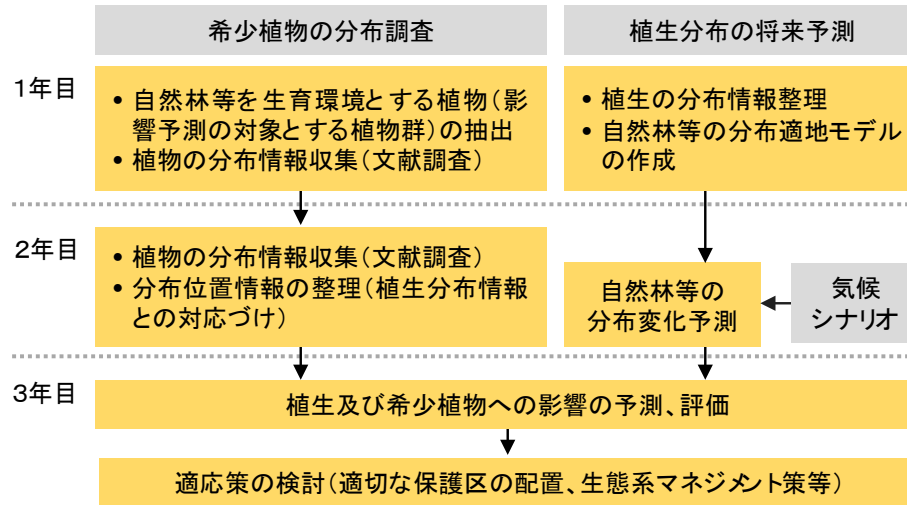 希少植物の分布調査
植生分布の将来予測
1年目
• 自然林等を生育環境とする植物（影
響予測の対象とする植物群）の抽出
• 植物の分布情報収集（文献調査）
• 植生の分布情報整理
• 自然林等の分布適地モデル
の作成
2年目
• 植物の分布情報収集（文献調査）
• 分布位置情報の整理（植生分布情報
との対応づけ）
自然林等の
分布変化予測
気候
シナリオ
3年目
植生及び希少植物への影響の予測、評価
適応策の検討（適切な保護区の配置、生態系マネジメント策等）